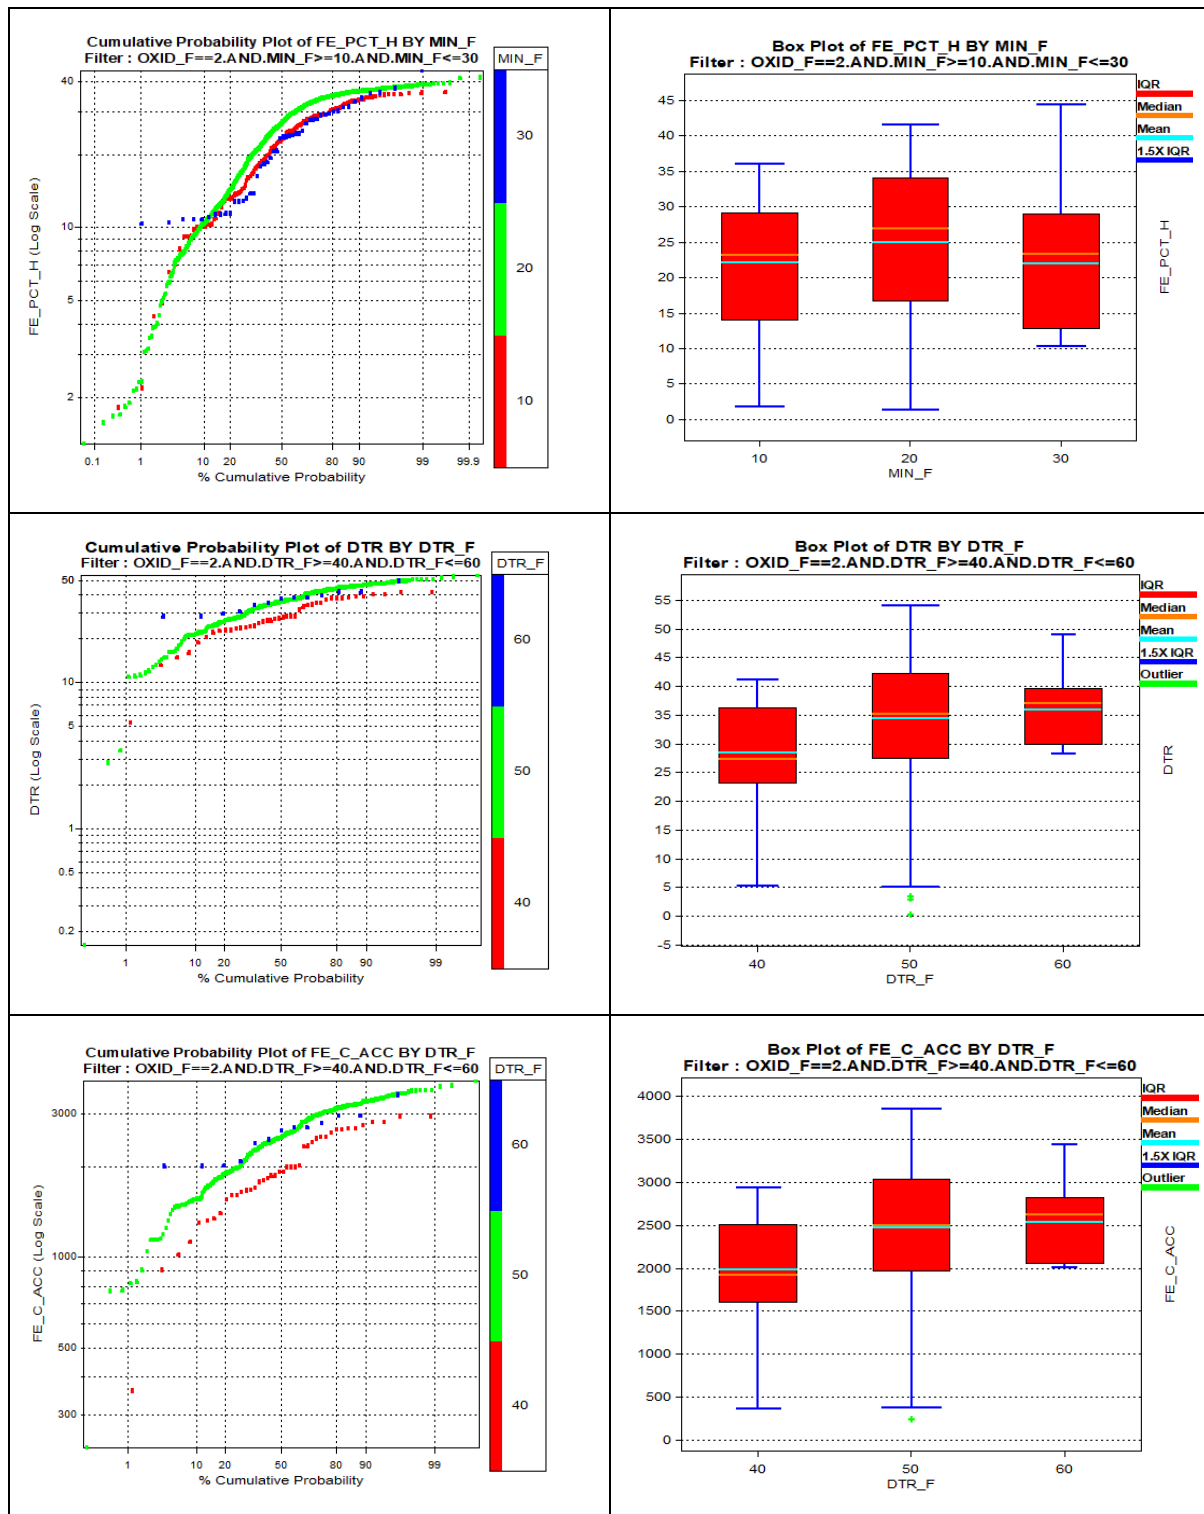 Cumulative Probability Plot of FE_PCT_H BY MIN_F
Filter : OXID_F==2.AND.MIN_F>=10.AND.MIN_F<=30
MIN_F
40
10
5
2
FE_PCT_H (Log Scale)
0.1 1 10 20 50 80 90 99 99.9
% Cumulative Probability
30
20
10
Box Plot of FE_PCT_H BY MIN_F
Filter : OXID_F==2.AND.MIN_F>=10.AND.MIN_F<=30
IQR
Median
Mean
1.5X IQR
45
40
35
30
25
20
15
10
5
0
FE_PCT_H
10 20 30
MIN_F
Cumulative Probability Plot of DTR BY DTR_F
Filter : OXID_F==2.AND.DTR_F>=40.AND.DTR_F<=60
DTR_F
50
10
5
1
0.5
0.2
DTR (Log Scale)
1 10 20 50 80 90 99
% Cumulative Probability
60
50
40
Box Plot of DTR BY DTR_F
Filter : OXID_F==2.AND.DTR_F>=40.AND.DTR_F<=60
IQR
Median
Mean
1.5X IQR
Outlier
55
50
45
40
35
30
25
20
15
10
5
0
-5
DTR
40 50 60
DTR_F
Cumulative Probability Plot of FE_C_ACC BY DTR_F
Filter : OXID_F==2.AND.DTR_F>=40.AND.DTR_F<=60
DTR_F
3000
1000
500
300
FE_C_ACC (Log Scale)
1 10 20 50 80 90 99
% Cumulative Probability
60
50
40
Box Plot of FE_C_ACC BY DTR_F
Filter : OXID_F==2.AND.DTR_F>=40.AND.DTR_F<=60
IQR
Median
Mean
1.5X IQR
Outlier
4000
3500
3000
2500
2000
1500
1000
500
0
FE_C_ACC
40 50 60
DTR_F